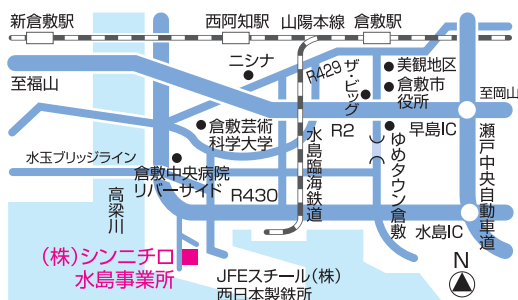 新倉敷駅
西阿知駅
山陽本線
倉敷駅
ニシナ
R429
ザ・ビッグ
美観地区
倉敷市
役所
至福山
至岡山
倉敷芸術
科学大学
R2
早島IC
水玉ブリッジライン
倉敷中央病院
リバーサイド
水島臨海鉄道
ゆめタウン倉敷
瀬戸中央自動車道
高梁川
R430
水島IC
(株)シンニチロ
水島事業所
JFEスチール(株)
西日本製鉄所
N